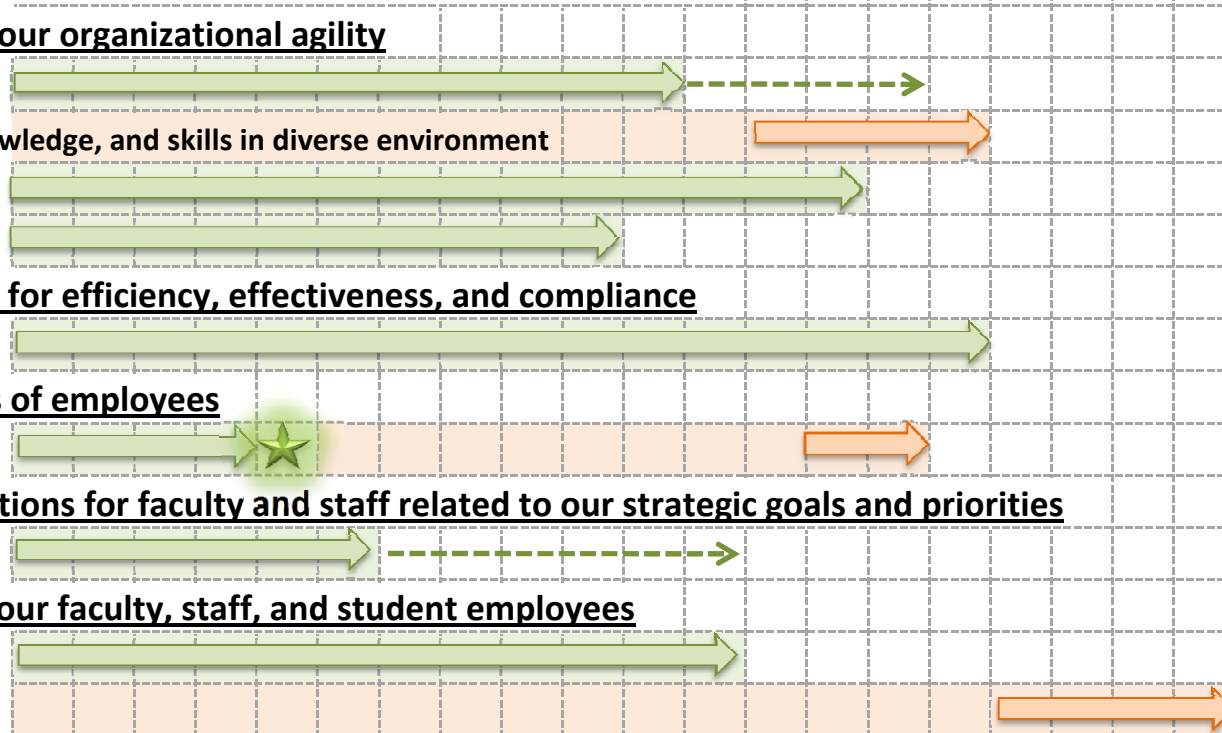 our organizational agility
wledge, and skills in diverse environment
for efficiency, effectiveness, and compliance
s of employees
tions for faculty and staff related to our strategic goals and priorities
our faculty, staff, and student employees